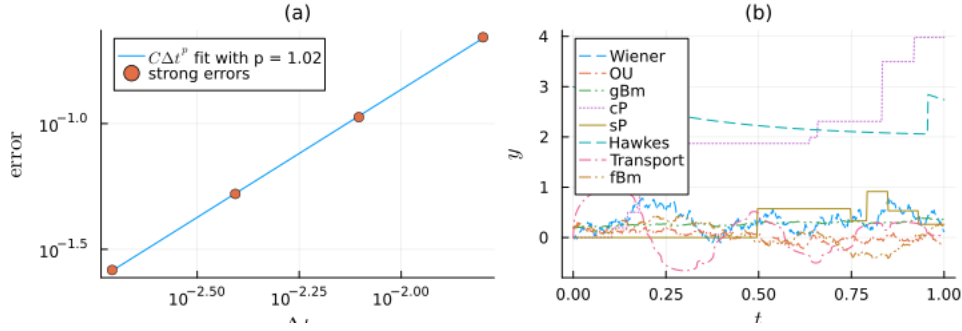 (a)
CΔt^p fit with p = 1.02
strong errors
error
10^-1.0
10^-1.5
10^-2.50
10^-2.25
10^-2.00
Δt
(b)
Wiener
OU
gBm
cP
sP
Hawkes
Transport
fBm
y
4
3
2
1
0
0.00
0.25
0.50
0.75
1.00
t